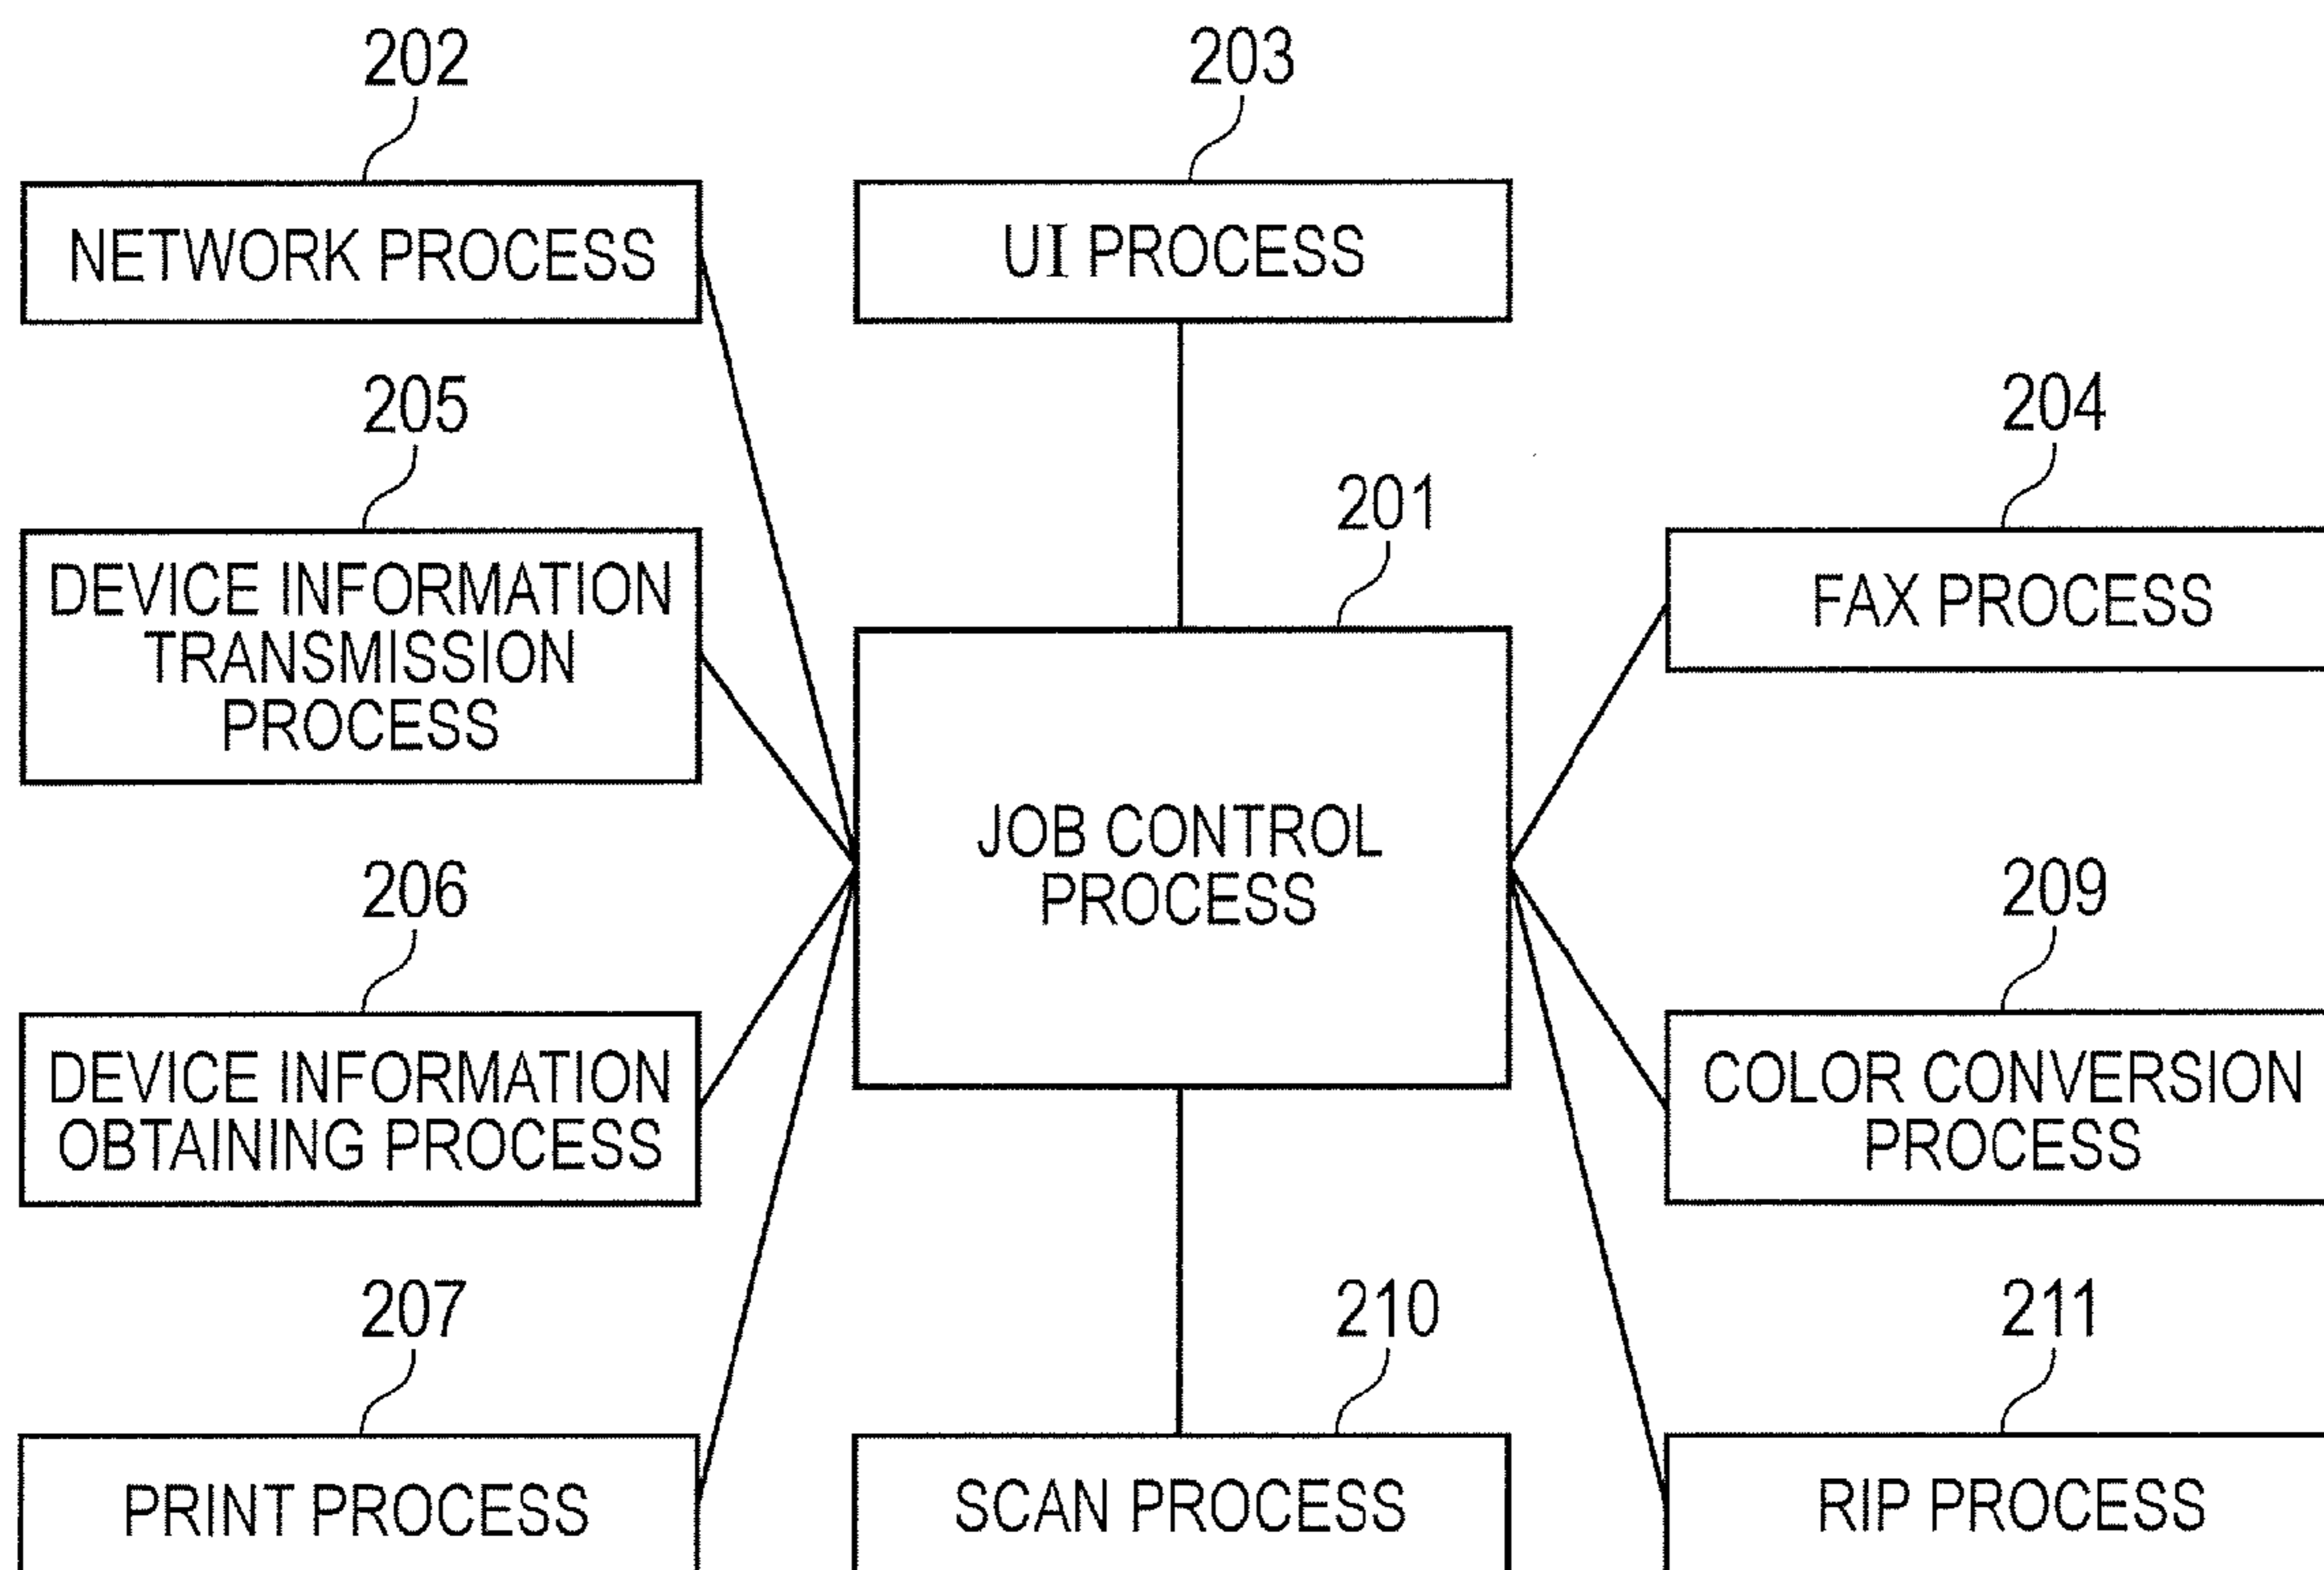 202
203
NETWORK PROCESS
UI PROCESS
205
204
201
DEVICE INFORMATION
TRANSMISSION
PROCESS
FAX PROCESS
JOB CONTROL
PROCESS
206
209
DEVICE INFORMATION
OBTAINING PROCESS
COLOR CONVERSION
PROCESS
207
210
211
PRINT PROCESS
SCAN PROCESS
RIP PROCESS